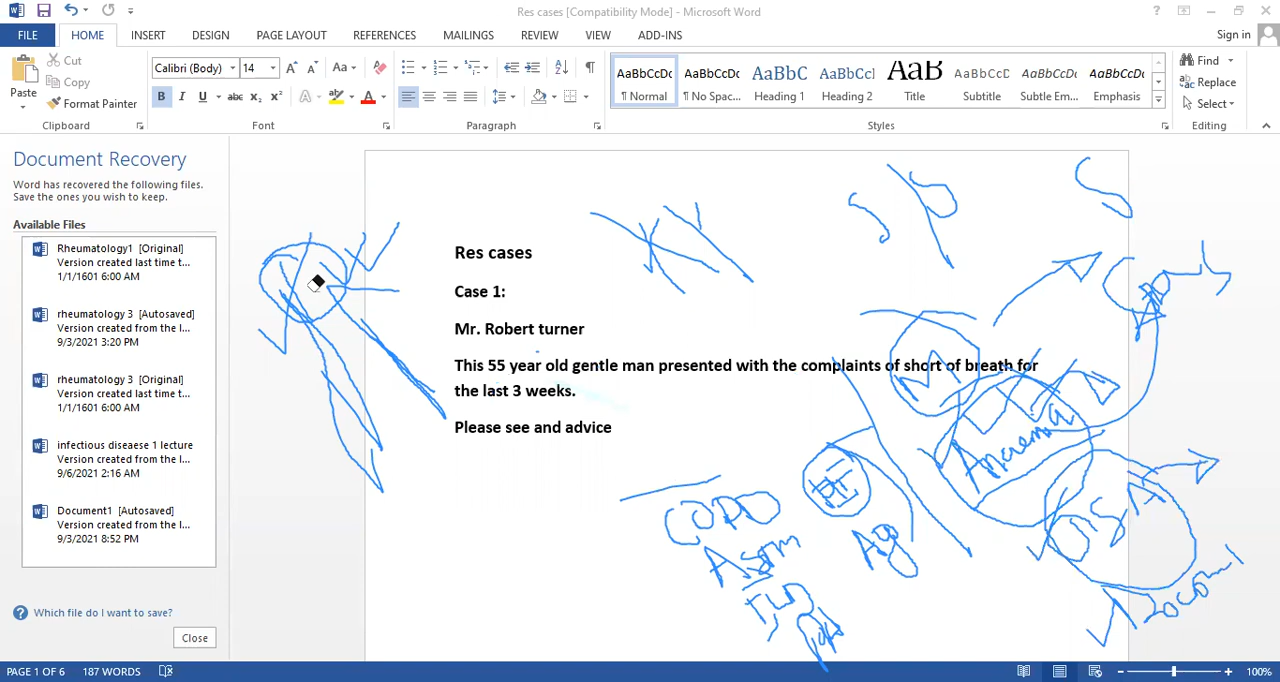 Res cases [Compatibility Mode] - Microsoft Word
Sign in
FILE HOME INSERT DESIGN PAGE LAYOUT REFERENCES MAILINGS REVIEW VIEW ADD-INS
Paste
Cut
Copy
Format Painter
Clipboard
Calibri (Body) 14
Font
Paragraph
AaBbCcDc AaBbCcDc AaBbC AaBbCcl AaB AaBbCcD AaBbCcDc AaBbCcDc
¶ Normal ¶ No Spac... Heading 1 Heading 2 Title Subtitle Subtle Em... Emphasis
Styles
Find
Replace
Select
Editing
Document Recovery
Word has recovered the following files.
Save the ones you wish to keep.
Available Files
Rheumatology1 [Original]
Version created last time t...
1/1/1601 6:00 AM
rheumatology 3 [Autosaved]
Version created from the l...
9/3/2021 3:20 PM
rheumatology 3 [Original]
Version created last time t...
1/1/1601 6:00 AM
infectious diseaese 1 lecture
Version created from the l...
9/6/2021 2:16 AM
Document1 [Autosaved]
Version created from the l...
9/3/2021 8:52 PM
Which file do I want to save?
Close
Res cases
Case 1:
Mr. Robert turner
This 55 year old gentle man presented with the complaints of short of breath for
the last 3 weeks.
Please see and advice
COPD
ILD
OSA
PAGE 1 OF 6 187 WORDS
100%